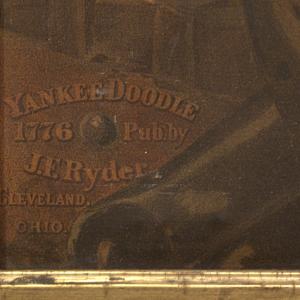 YANKEE DOODLE
1776 Pub. by
J.F. Ryder
CLEVELAND,
OHIO.